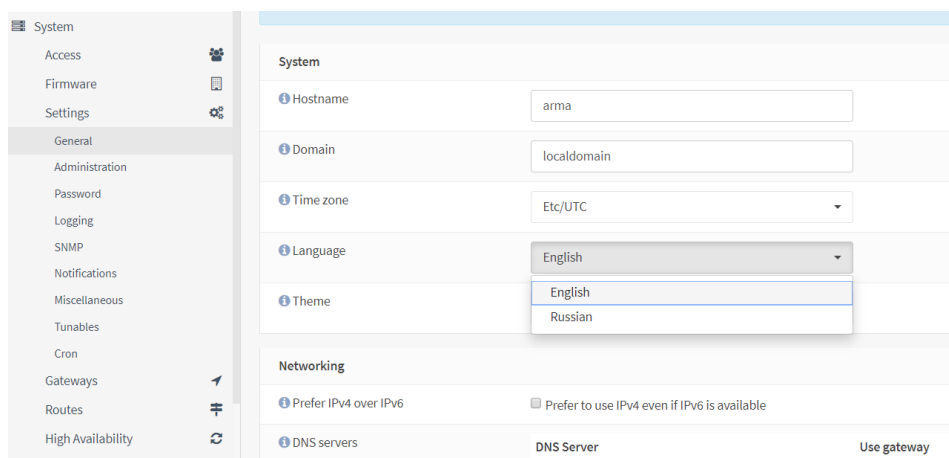 System
Access
Firmware
Settings
General
Administration
Password
Logging
SNMP
Notifications
Miscellaneous
Tunables
Cron
Gateways
Routes
High Availability
System
Hostname
arma
Domain
localdomain
Time zone
Etc/UTC
Language
English
English
Russian
Theme
Networking
Prefer IPv4 over IPv6
Prefer to use IPv4 even if IPv6 is available
DNS servers
DNS Server
Use gateway